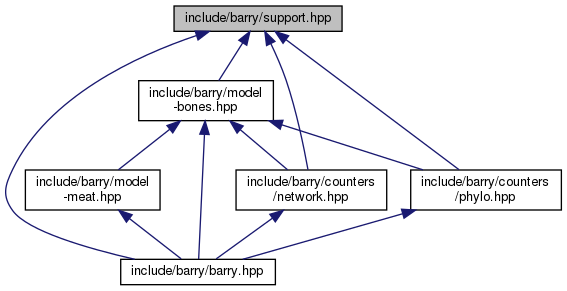 include/barry/support.hpp
include/barry/model
-bones.hpp
include/barry/model
-meat.hpp
include/barry/counters
/network.hpp
include/barry/counters
/phylo.hpp
include/barry/barry.hpp